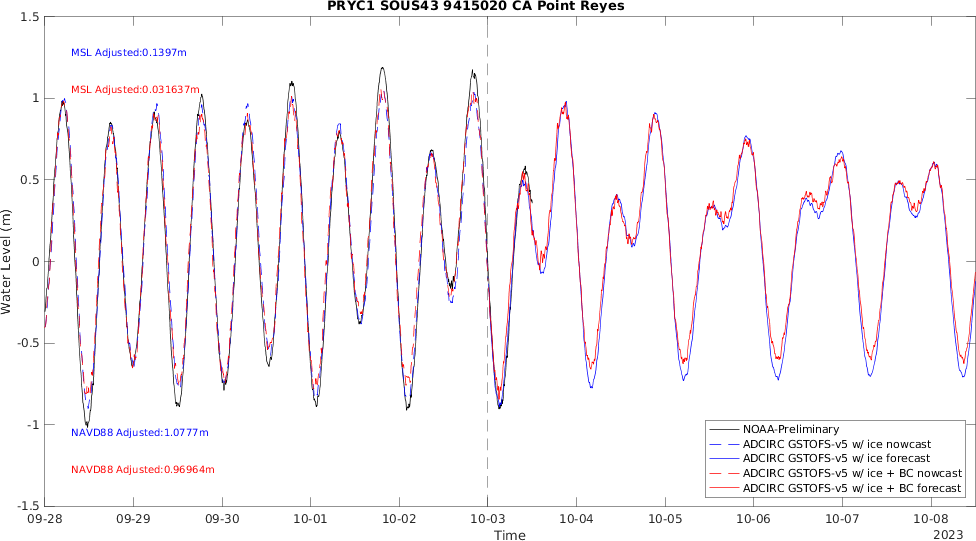 PRYC1 SOUS43 9415020 CA Point Reyes
1.5
1
0.5
0
-0.5
-1
-1.5
Water Level (m)
MSL Adjusted:0.1397m
MSL Adjusted:0.031637m
NAVD88 Adjusted:1.0777m
NAVD88 Adjusted:0.96964m
NOAA-Preliminary
ADCIRC GSTOFS-v5 w/ ice nowcast
ADCIRC GSTOFS-v5 w/ ice forecast
ADCIRC GSTOFS-v5 w/ ice + BC nowcast
ADCIRC GSTOFS-v5 w/ ice + BC forecast
09-28 09-29 09-30 10-01 10-02 10-03 10-04 10-05 10-06 10-07 10-08
Time
2023